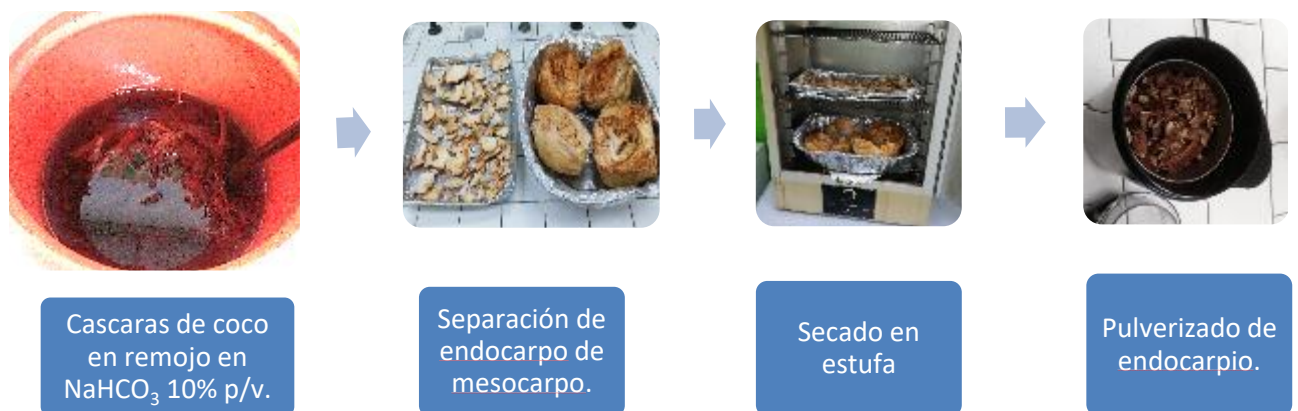 Cascaras de coco
en remojo en
NaHCO₃ 10% p/v.
Separación de
endocarpo de
mesocarpo.
Secado en
estufa
Pulverizado de
endocarpio.